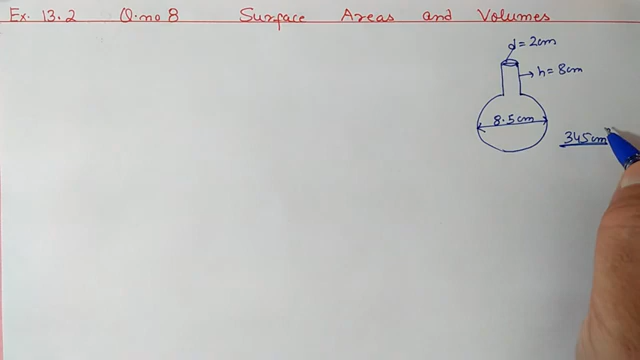 Ex. 13.2 Q.no 8 Surface Areas and Volumes
d = 2cm
h = 8cm
8.5cm
345cm